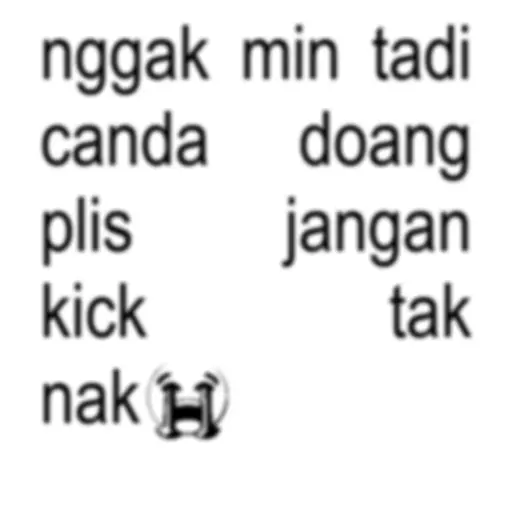 nggak min tadi
canda doang
plis jangan
kick tak
nak😭